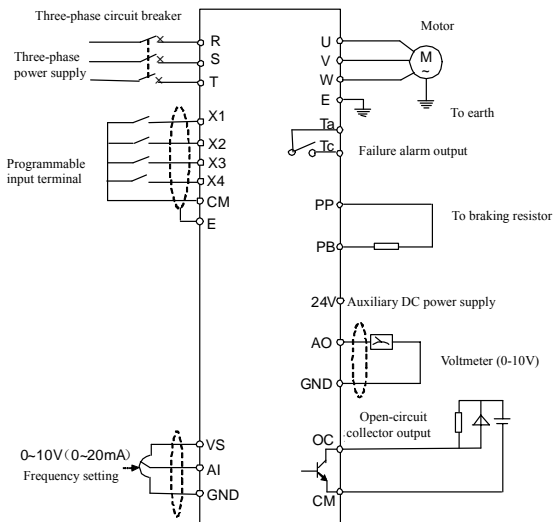 Three-phase circuit breaker
Three-phase
power supply
R
S
T
X1
X2
X3
X4
CM
E
Programmable
input terminal
0~10V(0~20mA)
Frequency setting
VS
AI
GND
U
V
W
E
Motor
M
~
To earth
Ta
Tc
Failure alarm output
PP
PB
To braking resistor
24V
Auxiliary DC power supply
AO
GND
Voltmeter (0-10V)
Open-circuit
collector output
OC
CM